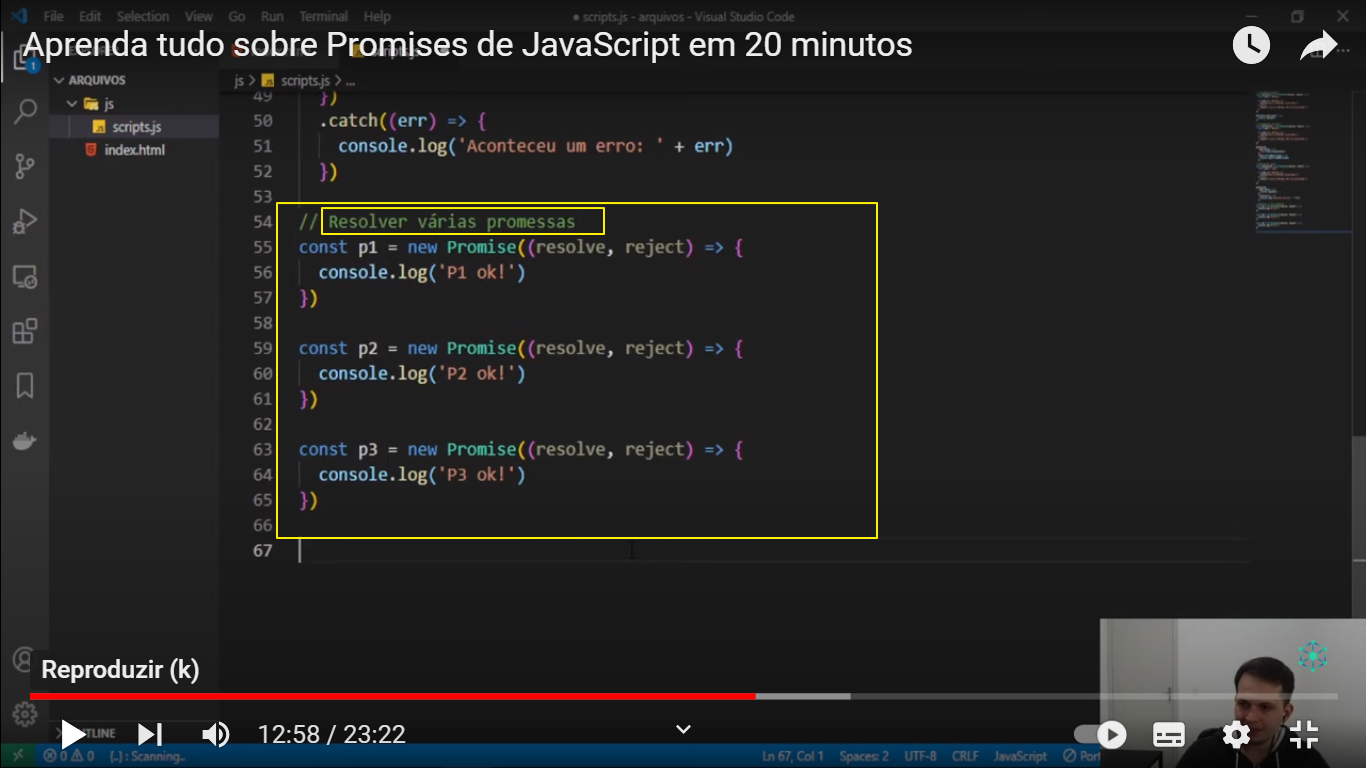 File Edit Selection View Go Run Terminal Help
● scripts.js - arquivos - Visual Studio Code
Aprenda tudo sobre Promises de JavaScript em 20 minutos
1
ARQUIVOS
js
scripts.js
index.html
js > scripts.js > ...
49 })
50 .catch((err) => {
51 console.log('Aconteceu um erro: ' + err)
52 })
53
54 // Resolver várias promessas
55 const p1 = new Promise((resolve, reject) => {
56 console.log('P1 ok!')
57 })
58
59 const p2 = new Promise((resolve, reject) => {
60 console.log('P2 ok!')
61 })
62
63 const p3 = new Promise((resolve, reject) => {
64 console.log('P3 ok!')
65 })
66
67
Reproduzir (k)
12:58 / 23:22
0 0 {..}: Scanning..
Ln 67, Col 1 Spaces: 2 UTF-8 CRLF JavaScript